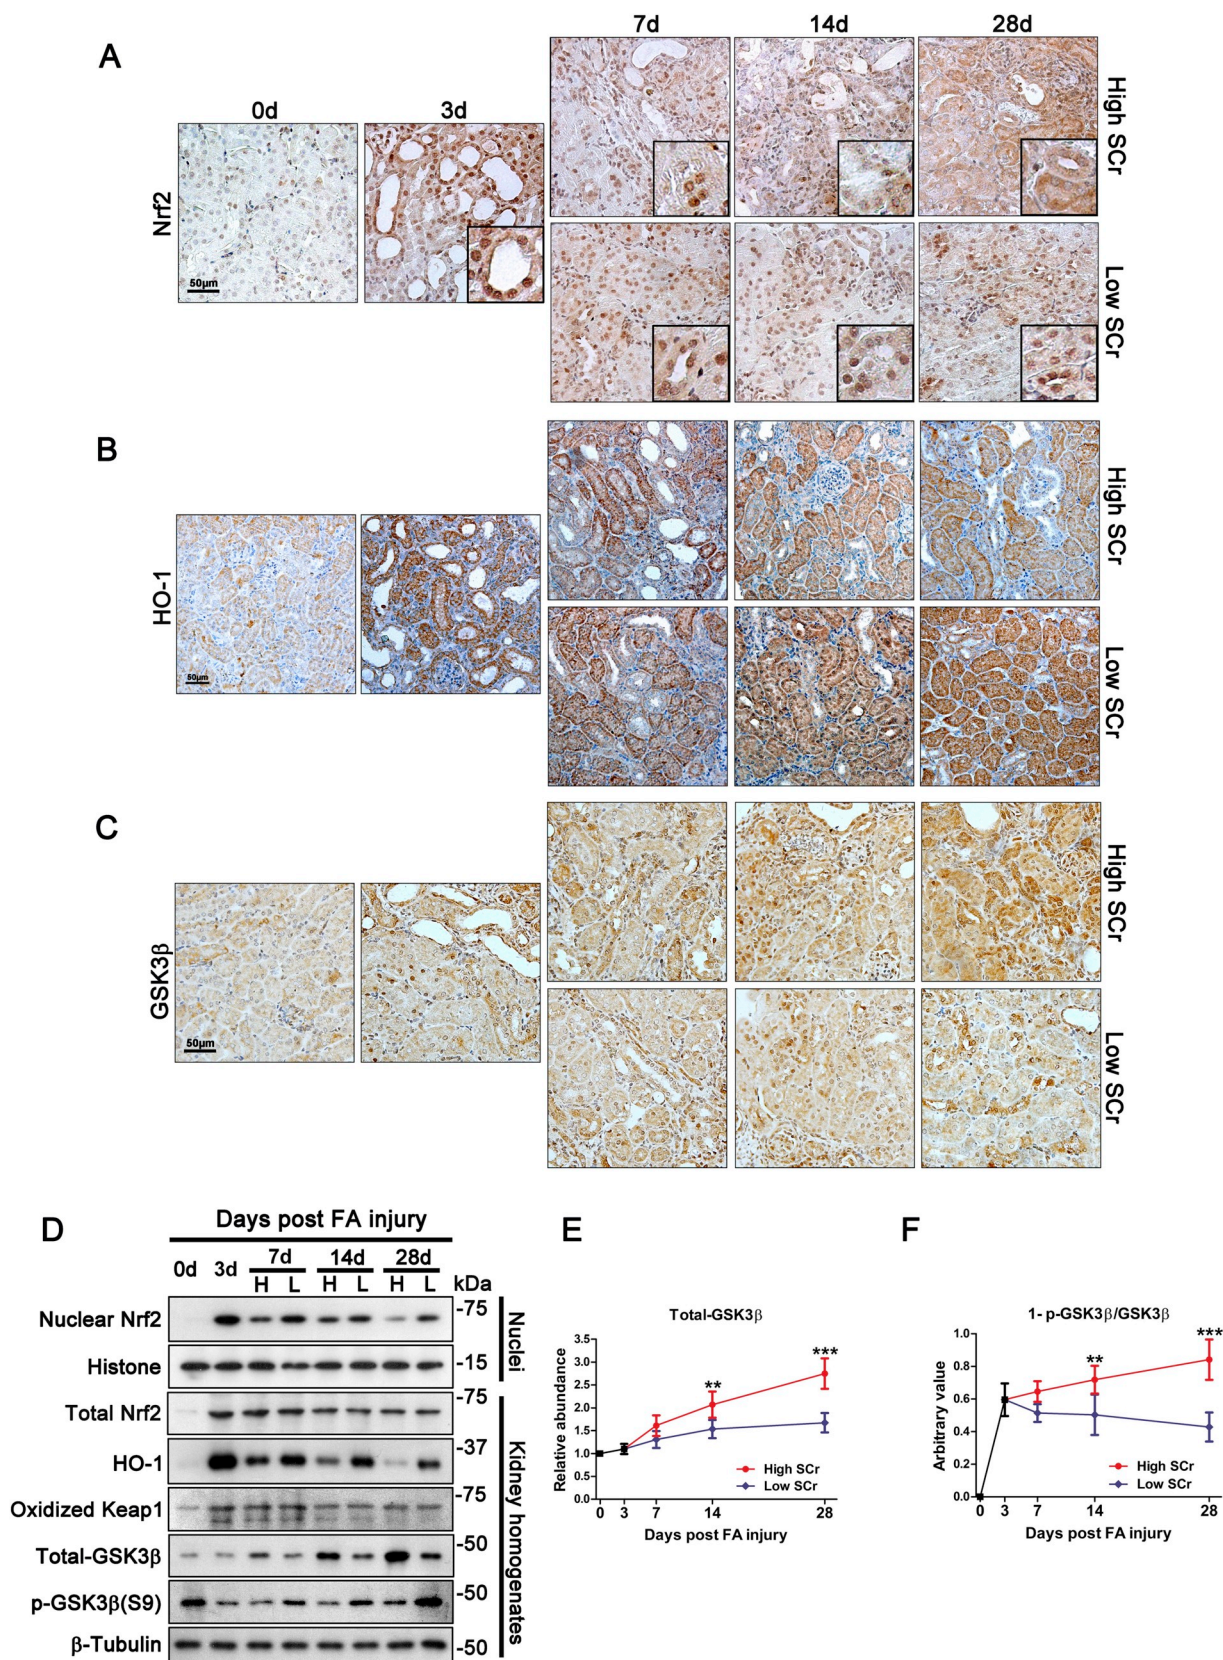 A
7d 14d 28d
0d 3d
Nrf2
50μm
High SCr
Low SCr
B
HO-1
50μm
High SCr
Low SCr
C
GSK3β
50μm
High SCr
Low SCr
D
Days post FA injury
0d 3d 7d 14d 28d
H L H L H L kDa
Nuclear Nrf2 -75
Histone -15
Nuclei
Total Nrf2 -75
HO-1 -37
Oxidized Keap1 -75
Total-GSK3β -50
p-GSK3β(S9) -50
β-Tubulin -50
Kidney homogenates
E
Total-GSK3β
Relative abundance
3.5
3.0
2.5
2.0
1.5
1.0
0.5
0.0
** ***
High SCr
Low SCr
0 3 7 14 28
Days post FA injury
F
1- p-GSK3β/GSK3β
Arbitrary value
1.0
0.8
0.6
0.4
0.2
0.0
** ***
High SCr
Low SCr
0 3 7 14 28
Days post FA injury